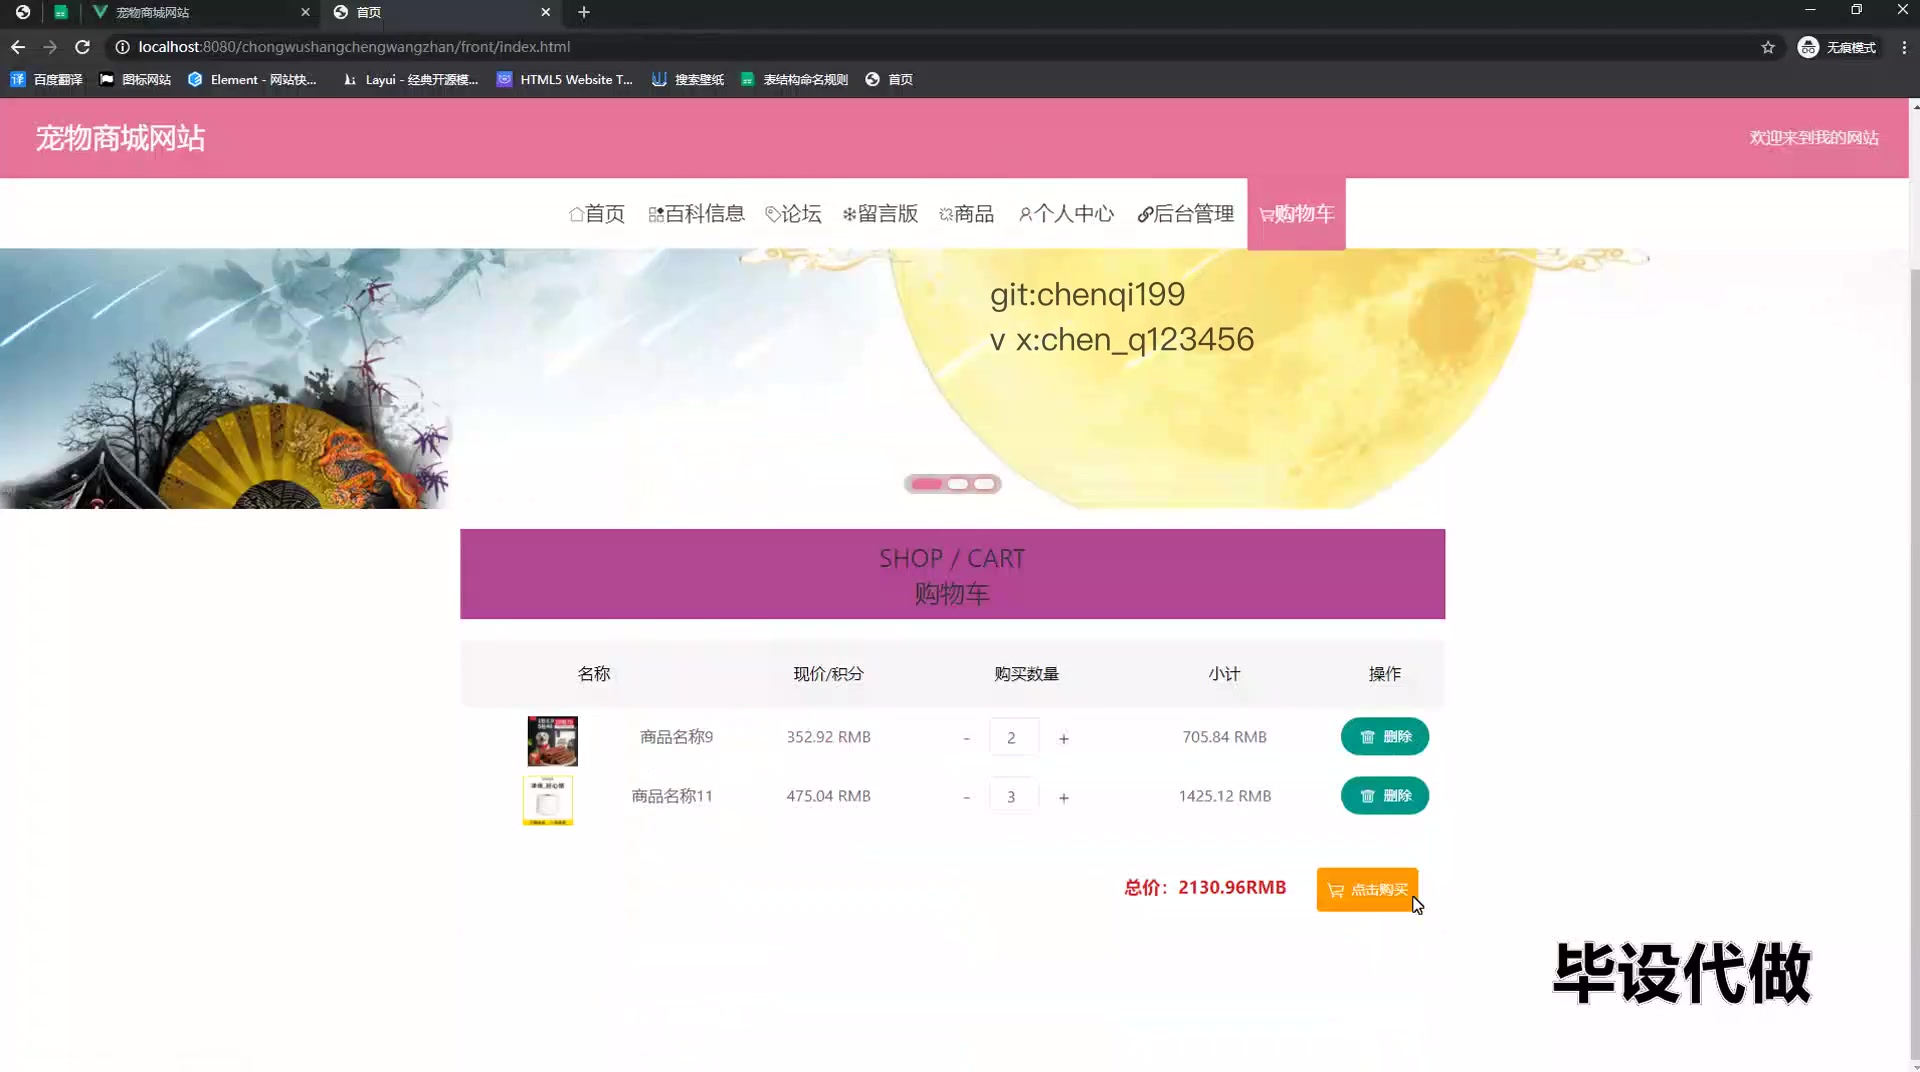 宠物商城网站
首页
localhost:8080/chongwushangchengwangzhan/front/index.html
无痕模式
百度翻译
图标网站
Element - 网站快...
Layui - 经典开源模...
HTML5 Website T...
搜索壁纸
表结构命名规则
首页
宠物商城网站
欢迎来到我的网站
首页
百科信息
论坛
留言版
商品
个人中心
后台管理
购物车
git:chenqi199
v x:chen_q123456
SHOP / CART
购物车
名称 现价/积分 购买数量 小计 操作
商品名称9 352.92 RMB - 2 + 705.84 RMB 删除
商品名称11 475.04 RMB - 3 + 1425.12 RMB 删除
总价：2130.96RMB 点击购买
毕设代做